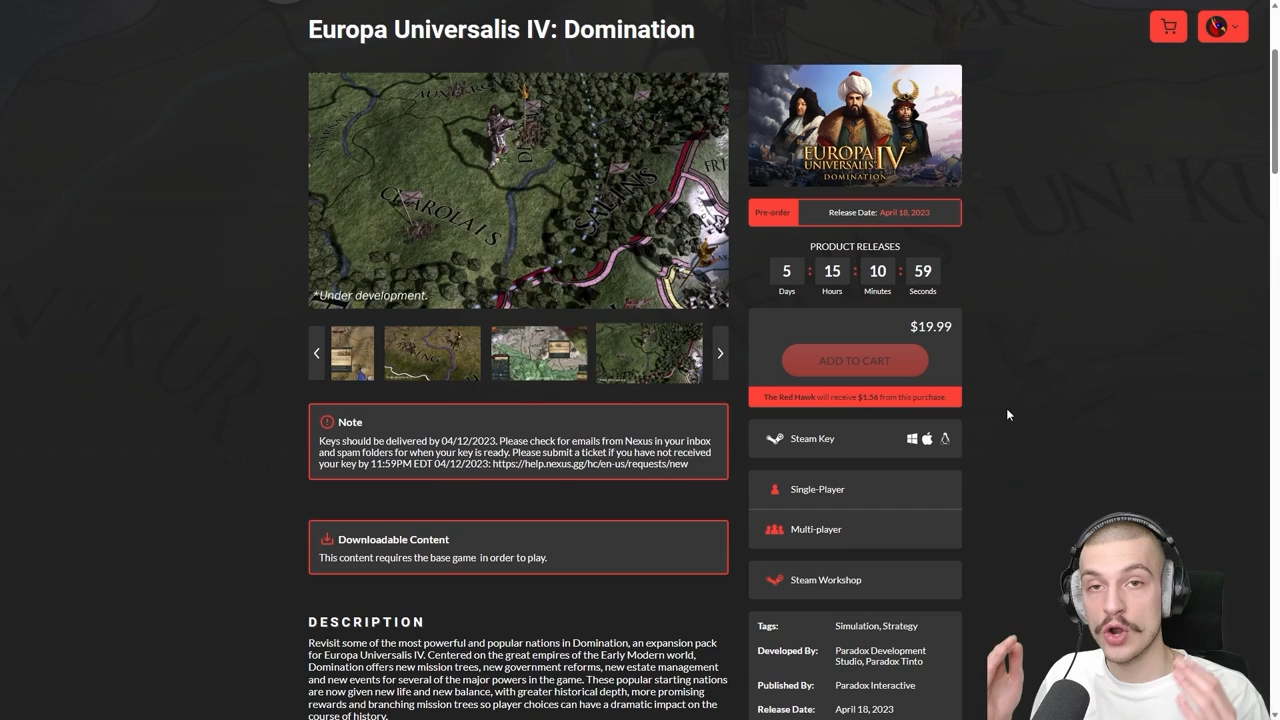 Europa Universalis IV: Domination
CHAROLAIS
SALINS
*Under development.
EUROPA
UNIVERSALIS IV
DOMINATION
Pre-order
Release Date: April 18, 2023
PRODUCT RELEASES
5 : 15 : 10 : 59
Days Hours Minutes Seconds
$19.99
ADD TO CART
The Red Hawk will receive $1.56 from this purchase.
Note
Keys should be delivered by 04/12/2023. Please check for emails from Nexus in your inbox
and spam folders for when your key is ready. Please submit a ticket if you have not received
your key by 11:59PM EDT 04/12/2023: https://help.nexus.gg/hc/en-us/requests/new
Steam Key
Single-Player
Multi-player
Downloadable Content
This content requires the base game in order to play.
Steam Workshop
DESCRIPTION
Revisit some of the most powerful and popular nations in Domination, an expansion pack
for Europa Universalis IV. Centered on the great empires of the Early Modern world,
Domination offers new mission trees, new government reforms, new estate management
and new events for several of the major powers in the game. These popular starting nations
are now given new life and new balance, with greater historical depth, more promising
rewards and branching mission trees so player choices can have a dramatic impact on the
course of history.
Tags: Simulation, Strategy
Developed By: Paradox Development
Studio, Paradox Tinto
Published By: Paradox Interactive
Release Date: April 18, 2023